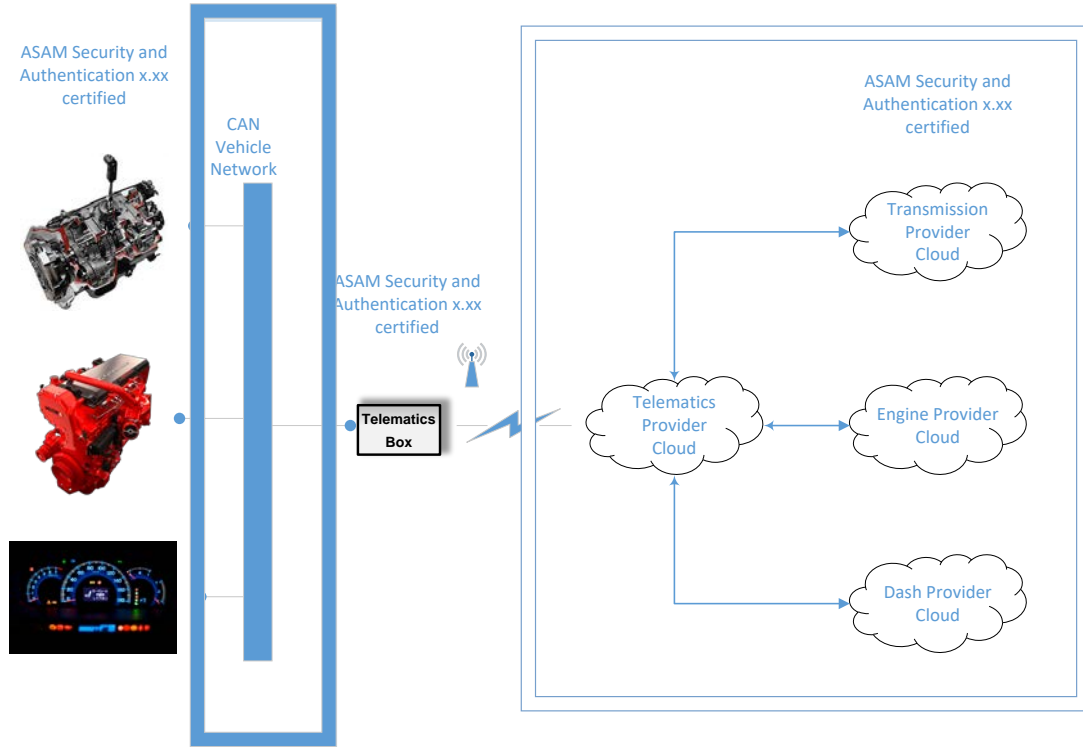 ASAM Security and
Authentication x.xx
certified
CAN
Vehicle
Network
ASAM Security and
Authentication x.xx
certified
Telematics
Box
ASAM Security and
Authentication x.xx
certified
Transmission
Provider
Cloud
Telematics
Provider
Cloud
Engine Provider
Cloud
Dash Provider
Cloud